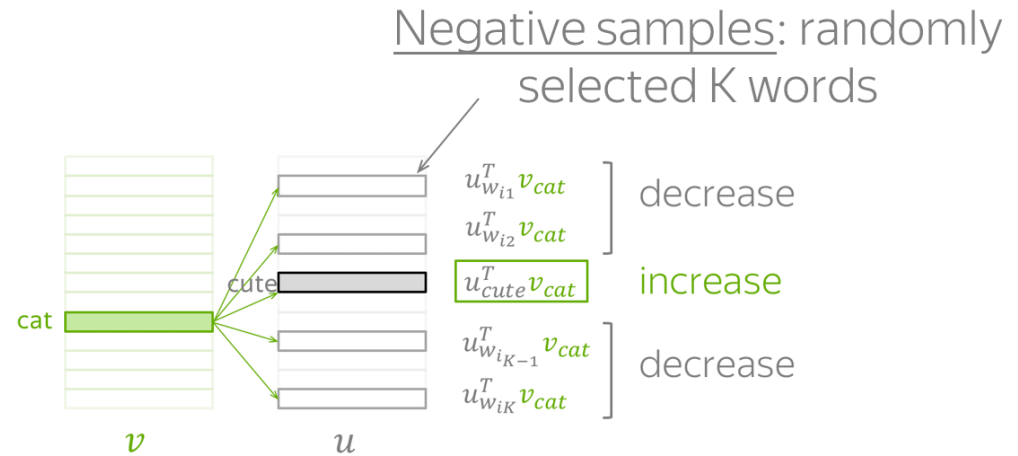 Negative samples: randomly
selected K words
u^T_{w_{i1}} v_{cat}
decrease
u^T_{w_{i2}} v_{cat}
cute
u^T_{cute} v_{cat}
increase
cat
u^T_{w_{i_{K-1}}} v_{cat}
decrease
u^T_{w_{iK}} v_{cat}
v
u